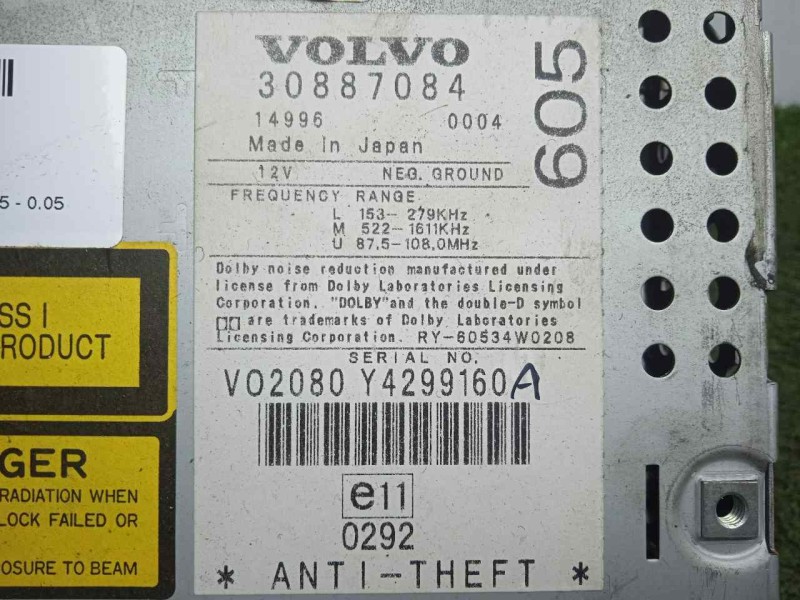 VOLVO
30887084
605
14996 0004
Made in Japan
12V NEG. GROUND
FREQUENCY RANGE
L 153-279KHz
M 522-1611KHz
U 87.5-108.0MHz
Dolby noise reduction manufactured under
license from Dolby Laboratories Licensing
Corporation. "DOLBY"and the double-D symbol
are trademarks of Dolby Laboratories
Licensing Corporation. RY-60534W0208
SERIAL NO.
VO2080 Y4299160A
e11
0292
* ANTI-THEFT *
5 - 0.05
SS I
PRODUCT
GER
RADIATION WHEN
LOCK FAILED OR
OSURE TO BEAM